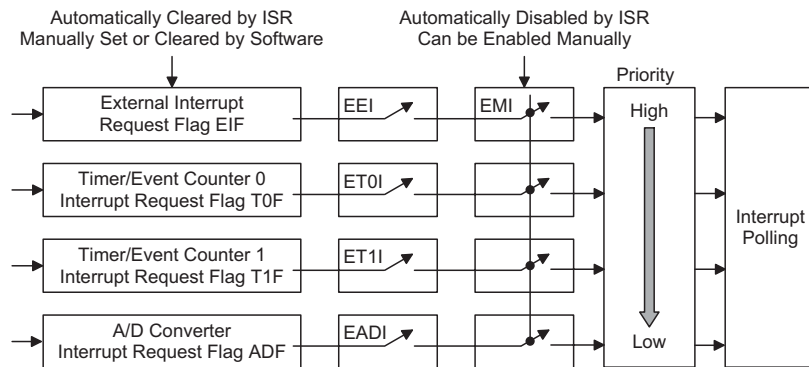 Automatically Cleared by ISR
Manually Set or Cleared by Software
Automatically Disabled by ISR
Can be Enabled Manually
Priority
External Interrupt
Request Flag EIF
EEI
EMI
High
Timer/Event Counter 0
Interrupt Request Flag T0F
ET0I
Interrupt
Polling
Timer/Event Counter 1
Interrupt Request Flag T1F
ET1I
A/D Converter
Interrupt Request Flag ADF
EADI
Low